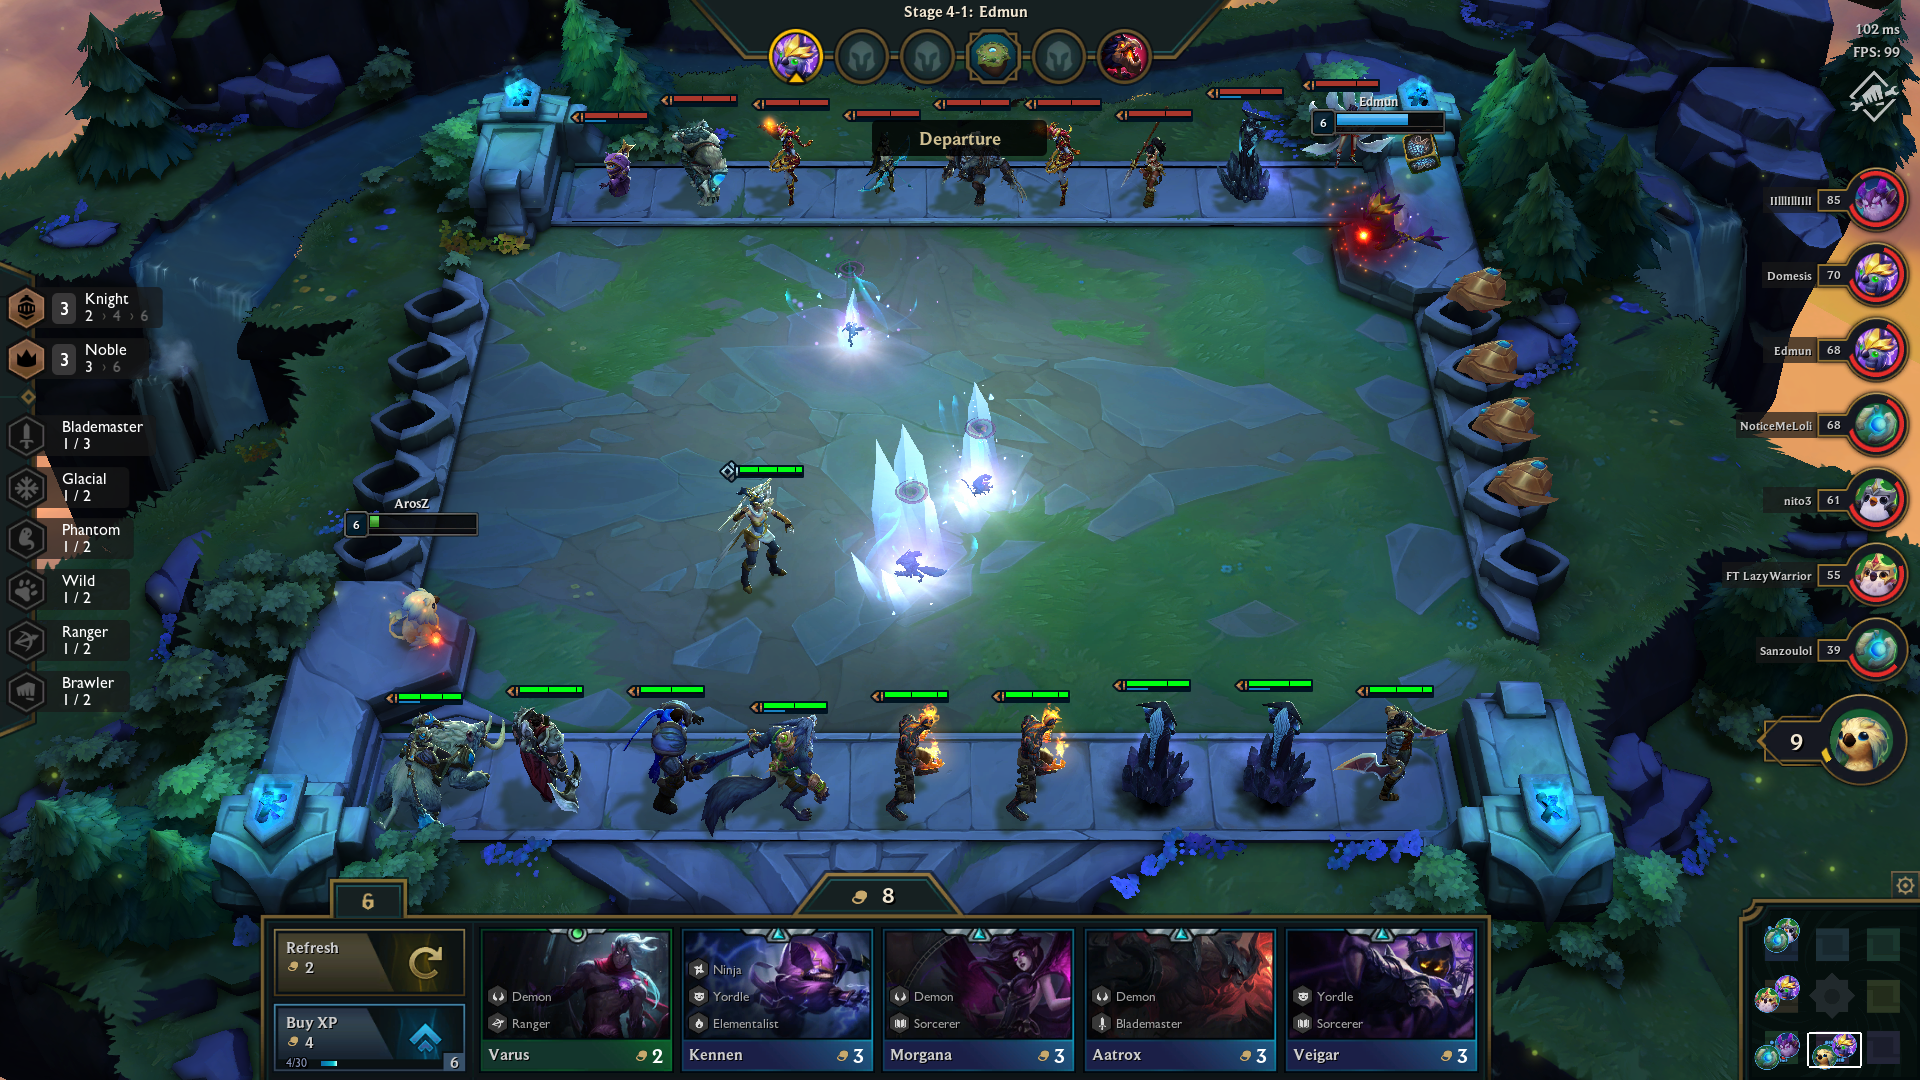 Stage 4-1: Edmun
102 ms
FPS: 99
Departure
Edmun
6
ArosZ
6
3
Knight
2 › 4 › 6
3
Noble
3 › 6
Blademaster
1 / 3
Glacial
1 / 2
Phantom
1 / 2
Wild
1 / 2
Ranger
1 / 2
Brawler
1 / 2
85
Domesis 70
Edmun 68
NoticeMeLoli 68
nito3 61
FT LazyWarrior 55
Sanzoulol 39
9
6
8
Refresh
2
Buy XP
4
4/30
6
Demon
Ranger
Varus 2
Ninja
Yordle
Elementalist
Kennen 3
Demon
Sorcerer
Morgana 3
Demon
Blademaster
Aatrox 3
Yordle
Sorcerer
Veigar 3